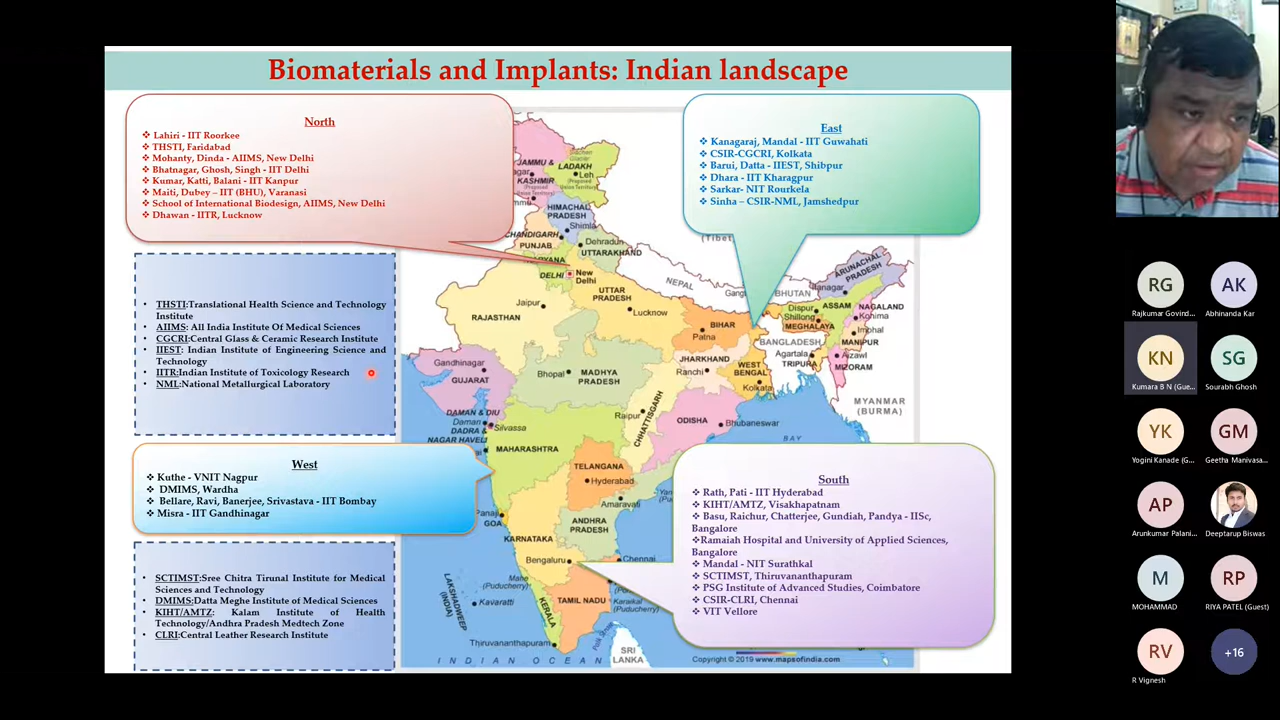 Biomaterials and Implants: Indian landscape
North
❖ Lahiri - IIT Roorkee
❖ THSTI, Faridabad
❖ Mohanty, Dinda - AIIMS, New Delhi
❖ Bhatnagar, Ghosh, Singh - IIT Delhi
❖ Kumar, Katti, Balani - IIT Kanpur
❖ Maiti, Dubey – IIT (BHU), Varanasi
❖ School of International Biodesign, AIIMS, New Delhi
❖ Dhawan - IITR, Lucknow
East
❖ Kanagaraj, Mandal - IIT Guwahati
❖ CSIR-CGCRI, Kolkata
❖ Barui, Datta - IIEST, Shibpur
❖ Dhara - IIT Kharagpur
❖ Sarkar- NIT Rourkela
❖ Sinha – CSIR-NML, Jamshedpur
• THSTI:Translational Health Science and Technology
Institute
• AIIMS: All India Institute Of Medical Sciences
• CGCRI:Central Glass & Ceramic Research Institute
• IIEST: Indian Institute of Engineering Science and
Technology
• IITR:Indian Institute of Toxicology Research
• NML:National Metallurgical Laboratory
West
❖ Kuthe - VNIT Nagpur
❖ DMIMS, Wardha
❖ Bellare, Ravi, Banerjee, Srivastava - IIT Bombay
❖ Misra - IIT Gandhinagar
• SCTIMST:Sree Chitra Tirunal Institute for Medical
Sciences and Technology
• DMIMS:Datta Meghe Institute of Medical Sciences
• KIHT/AMTZ: Kalam Institute of Health
Technology/Andhra Pradesh Medtech Zone
• CLRI:Central Leather Research Institute
South
❖ Rath, Pati - IIT Hyderabad
❖ KIHT/AMTZ, Visakhapatnam
❖ Basu, Raichur, Chatterjee, Gundiah, Pandya - IISc,
Bangalore
❖Ramaiah Hospital and University of Applied Sciences,
Bangalore
❖ Mandal - NIT Surathkal
❖ SCTIMST, Thiruvananthapuram
❖ PSG Institute of Advanced Studies, Coimbatore
❖ CSIR-CLRI, Chennai
❖ VIT Vellore
JAMMU &
KASHMIR
LADAKH
Leh
HIMACHAL
PRADESH
Shimla
CHANDIGARH
PUNJAB
Dehradun
UTTARAKHAND
DELHI
New
Delhi
UTTAR
PRADESH
NEPAL
BHUTAN
ARUNACHAL
PRADESH
Jaipur
RAJASTHAN
Lucknow
Dispur
ASSAM
NAGALAND
Kohima
Shillong
MEGHALAYA
Imphal
MANIPUR
BIHAR
Patna
BANGLADESH
Agartala
TRIPURA
Aizawl
MIZORAM
Gandhinagar
GUJARAT
Bhopal
MADHYA
PRADESH
JHARKHAND
Ranchi
WEST
BENGAL
Kolkata
MYANMAR
(BURMA)
CHHATTISGARH
Raipur
ODISHA
Bhubaneswar
BAY
DAMAN & DIU
Daman
DADRA &
NAGAR HAVELI
Silvassa
MAHARASHTRA
TELANGANA
Hyderabad
Amaravati
Panaji
GOA
ANDHRA
PRADESH
KARNATAKA
Bengaluru
Chennai
LAKSHADWEEP
(INDIA)
Mahe
(Puducherry)
Kavaratti
KERALA
TAMIL NADU
Karaikal
(Puducherry)
Thiruvananthapuram
INDIAN OCEAN
SRI
LANKA
Copyright © 2019 www.mapsofindia.com
RG
Rajkumar Govind...
AK
Abhinanda Kar
KN
Kumara B N (Gue...
SG
Sourabh Ghosh
YK
Yogini Kanade (G...
GM
Geetha Manivasa...
AP
Arunkumar Palani...
Deeptarup Biswas
M
MOHAMMAD
RP
RIYA PATEL (Guest)
RV
R Vignesh
+16